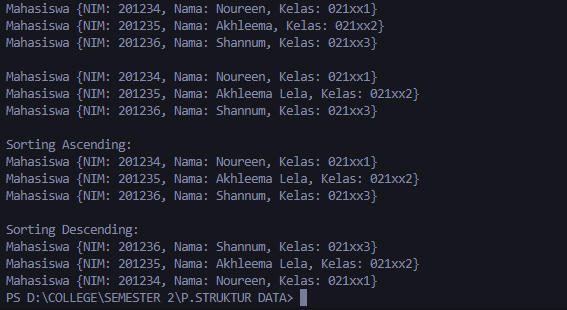 Mahasiswa {NIM: 201234, Nama: Noureen, Kelas: 021xx1}
Mahasiswa {NIM: 201235, Nama: Akhleema, Kelas: 021xx2}
Mahasiswa {NIM: 201236, Nama: Shannum, Kelas: 021xx3}
Mahasiswa {NIM: 201234, Nama: Noureen, Kelas: 021xx1}
Mahasiswa {NIM: 201235, Nama: Akhleema Lela, Kelas: 021xx2}
Mahasiswa {NIM: 201236, Nama: Shannum, Kelas: 021xx3}
Sorting Ascending:
Mahasiswa {NIM: 201234, Nama: Noureen, Kelas: 021xx1}
Mahasiswa {NIM: 201235, Nama: Akhleema Lela, Kelas: 021xx2}
Mahasiswa {NIM: 201236, Nama: Shannum, Kelas: 021xx3}
Sorting Descending:
Mahasiswa {NIM: 201236, Nama: Shannum, Kelas: 021xx3}
Mahasiswa {NIM: 201235, Nama: Akhleema Lela, Kelas: 021xx2}
Mahasiswa {NIM: 201234, Nama: Noureen, Kelas: 021xx1}
PS D:\COLLEGE\SEMESTER 2\P.STRUKTUR DATA>